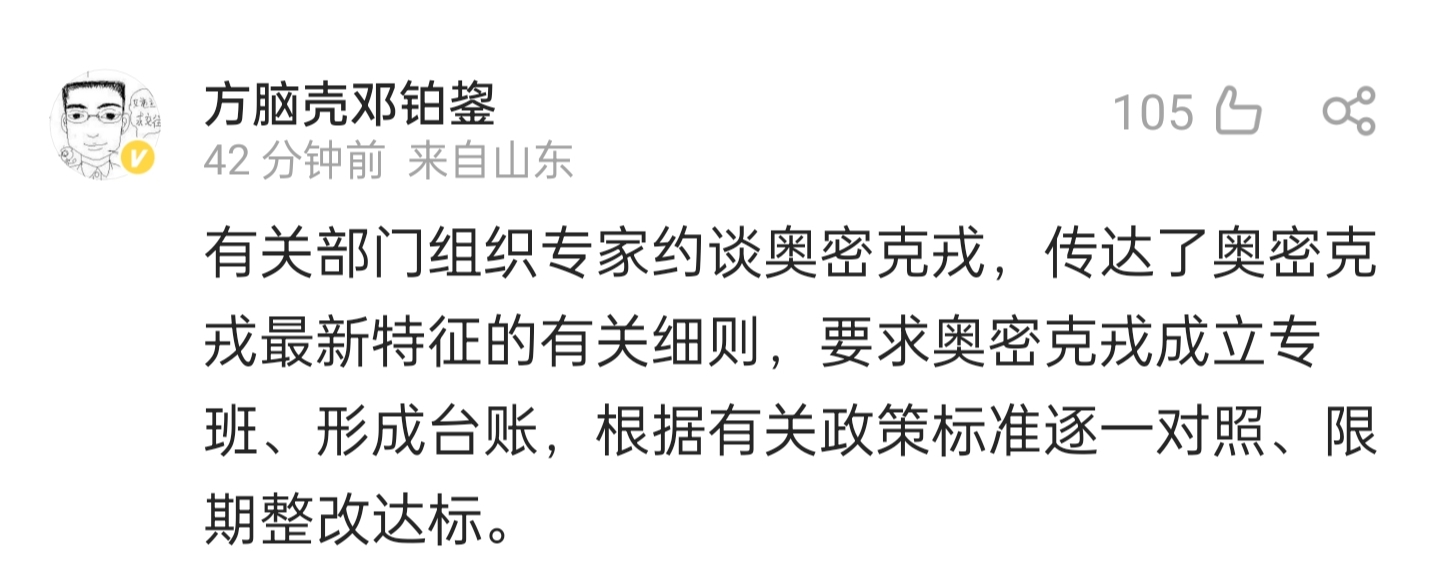 方脑壳邓铂鋆
105
42 分钟前 来自山东
有关部门组织专家约谈奥密克戎，传达了奥密克
戎最新特征的有关细则，要求奥密克戎成立专
班、形成台账，根据有关政策标准逐一对照、限
期整改达标。